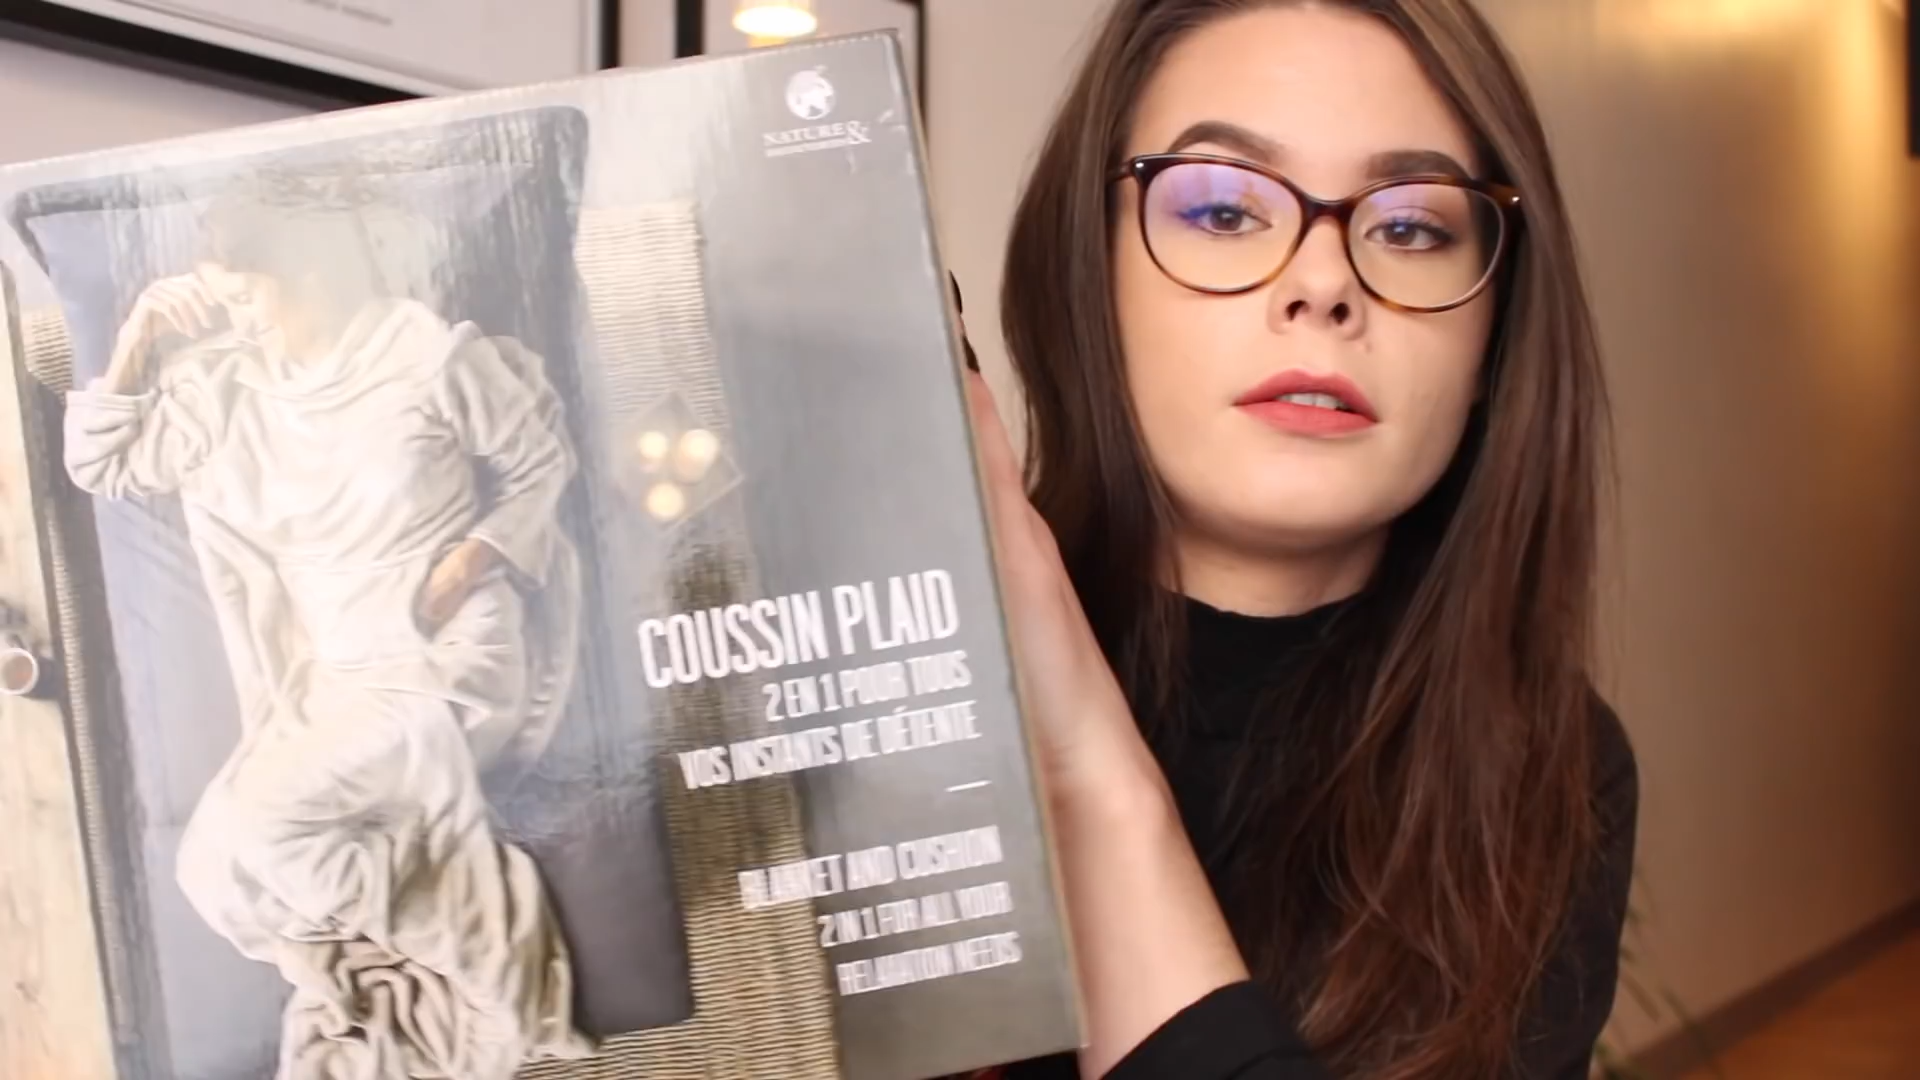 NATURE &
COUSSIN PLAID
2 EN 1 POUR TOUS
VOS INSTANTS DE DÉTENTE
BLANKET AND CUSHION
2 IN 1 FOR ALL YOUR
RELAXATION NEEDS